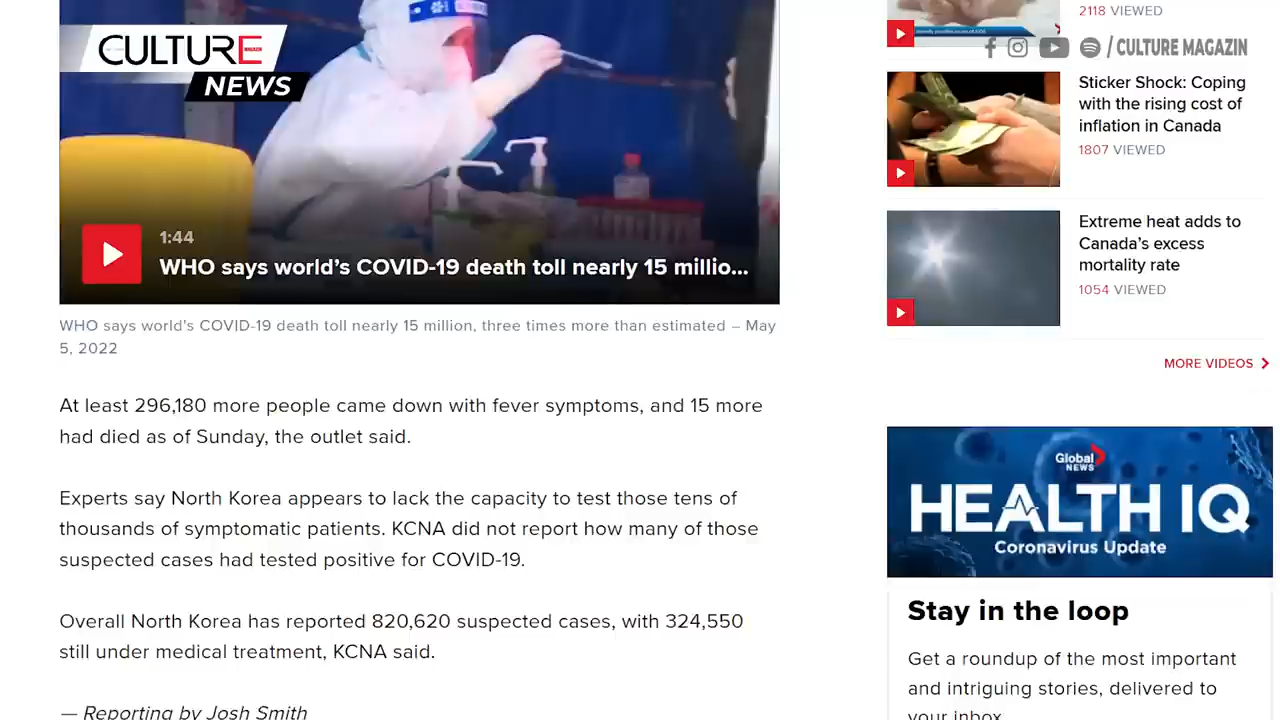 CULTURE
NEWS
1:44
WHO says world's COVID-19 death toll nearly 15 millio...
WHO says world's COVID-19 death toll nearly 15 million, three times more than estimated – May
5, 2022
At least 296,180 more people came down with fever symptoms, and 15 more
had died as of Sunday, the outlet said.
Experts say North Korea appears to lack the capacity to test those tens of
thousands of symptomatic patients. KCNA did not report how many of those
suspected cases had tested positive for COVID-19.
Overall North Korea has reported 820,620 suspected cases, with 324,550
still under medical treatment, KCNA said.
— Reporting by Josh Smith
2118 VIEWED
/ CULTURE MAGAZIN
Sticker Shock: Coping
with the rising cost of
inflation in Canada
1807 VIEWED
Extreme heat adds to
Canada's excess
mortality rate
1054 VIEWED
MORE VIDEOS
Global
NEWS
HEALTH IQ
Coronavirus Update
Stay in the loop
Get a roundup of the most important
and intriguing stories, delivered to
your inbox